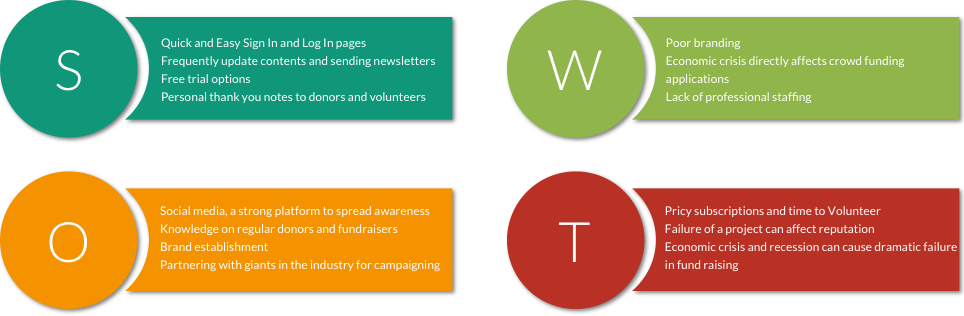 S
Quick and Easy Sign In and Log In pages
Frequently update contents and sending newsletters
Free trial options
Personal thank you notes to donors and volunteers
W
Poor branding
Economic crisis directly affects crowd funding
applications
Lack of professional staffing
O
Social media, a strong platform to spread awareness
Knowledge on regular donors and fundraisers
Brand establishment
Partnering with giants in the industry for campaigning
T
Pricy subscriptions and time to Volunteer
Failure of a project can affect reputation
Economic crisis and recession can cause dramatic failure
in fund raising